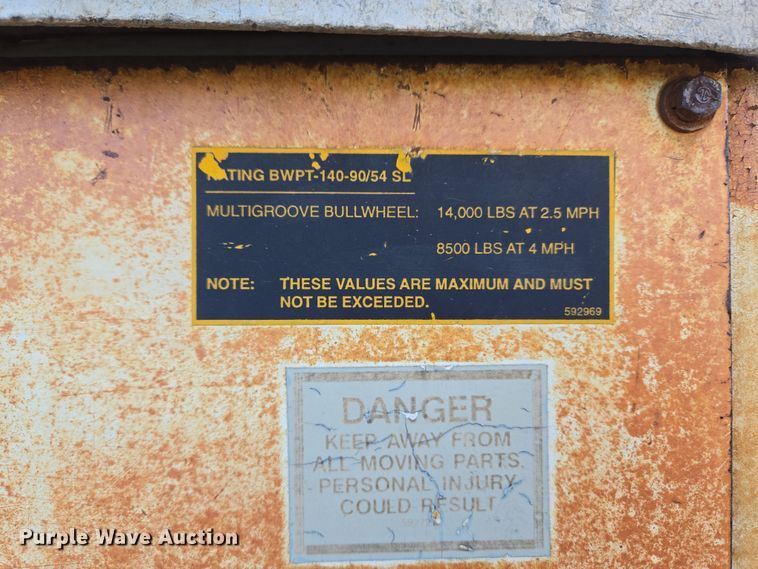 RATING BWPT-140-90/54 SL
MULTIGROOVE BULLWHEEL: 14,000 LBS AT 2.5 MPH
8500 LBS AT 4 MPH
NOTE: THESE VALUES ARE MAXIMUM AND MUST
NOT BE EXCEEDED.
592969
DANGER
KEEP AWAY FROM
ALL MOVING PARTS.
PERSONAL INJURY
COULD RESULT
Purple Wave Auction